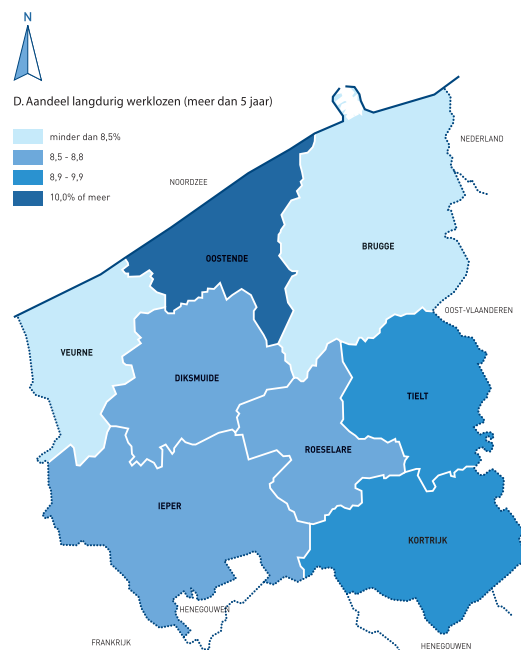 N
D. Aandeel langdurig werklozen (meer dan 5 jaar)
minder dan 8,5%
8,5 - 8,8
8,9 - 9,9
10,0% of meer
NEDERLAND
NOORDZEE
BRUGGE
OOSTENDE
OOST-VLAANDEREN
VEURNE
DIKSMUIDE
TIELT
ROESELARE
IEPER
KORTRIJK
HENEGOUWEN
FRANKRIJK
HENEGOUWEN